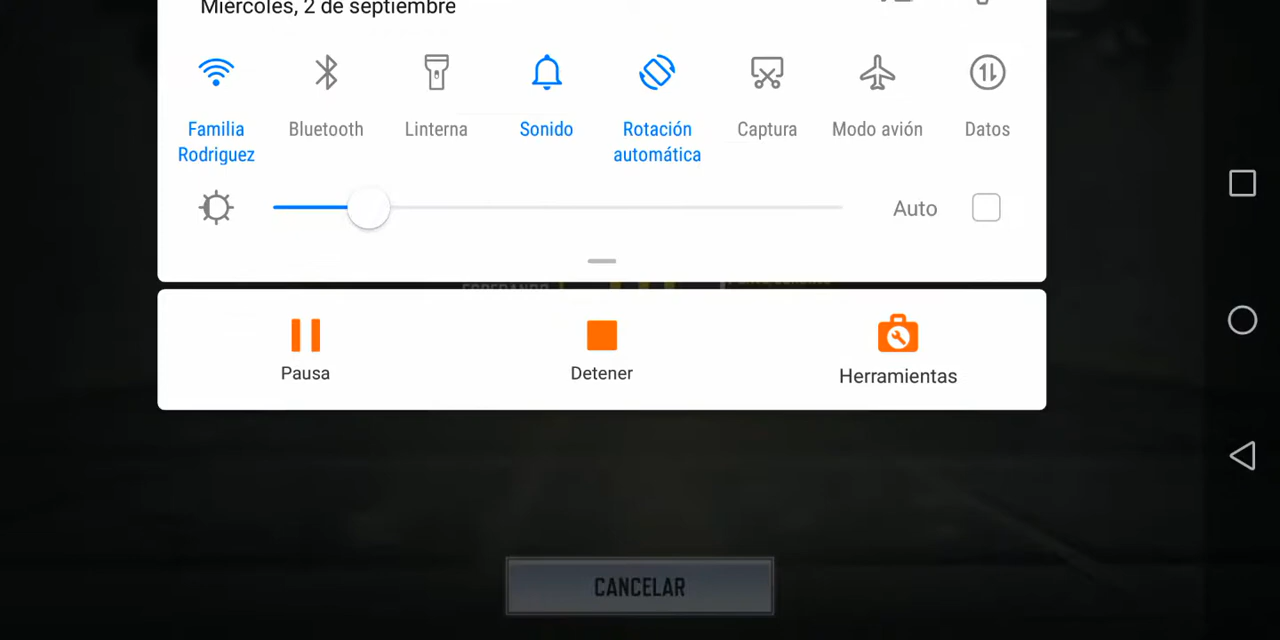 Miércoles, 2 de septiembre
Familia Rodriguez
Bluetooth
Linterna
Sonido
Rotación automática
Captura
Modo avión
Datos
Auto
ESPERANDO
Pausa
Detener
Herramientas
CANCELAR